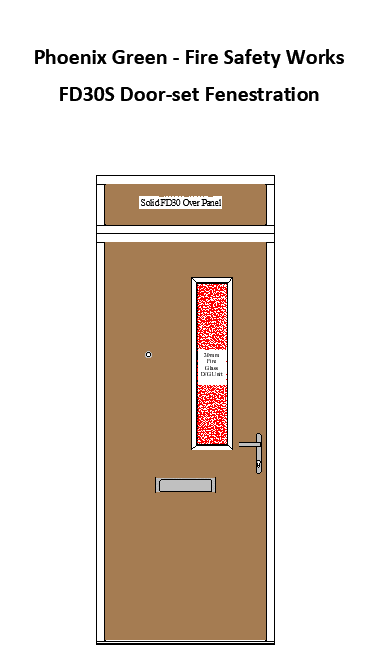 Phoenix Green - Fire Safety Works
FD30S Door-set Fenestration
Solid FD30 Over Panel
Fire
Glass